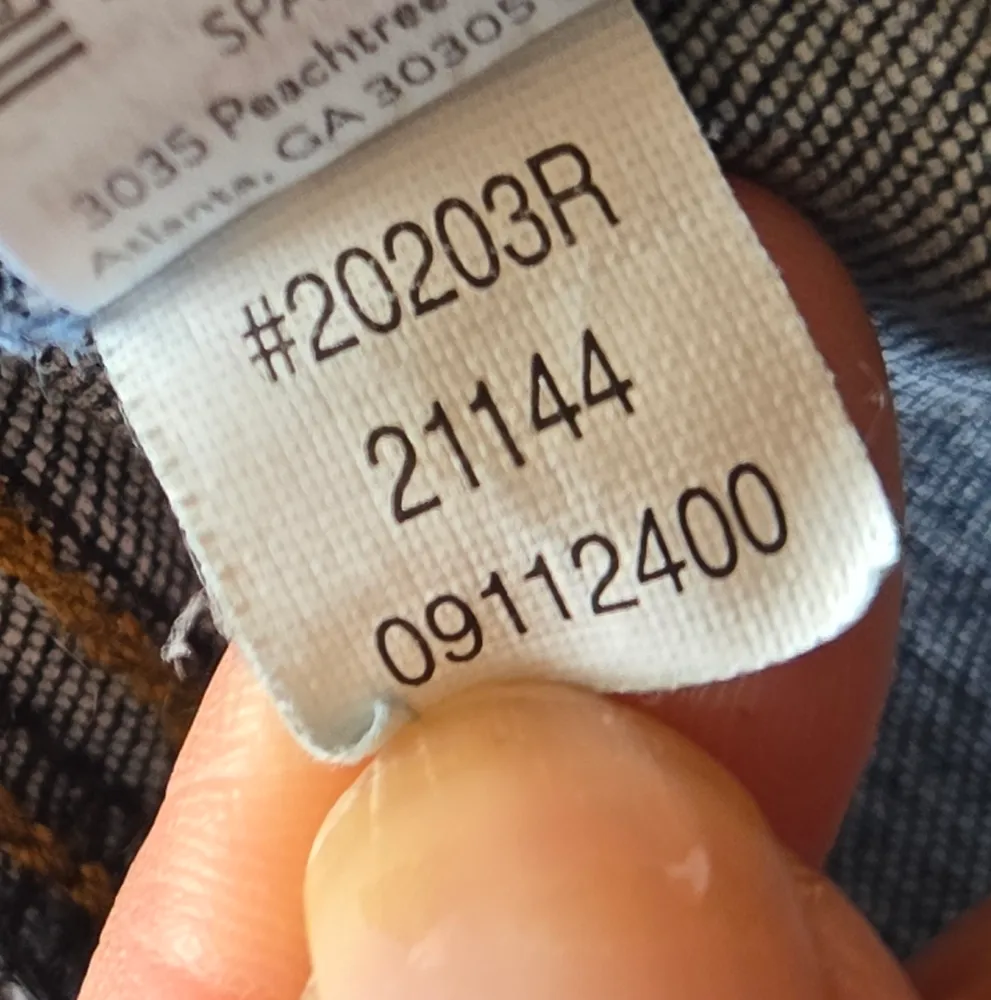 3035 Peachtree
Atlanta, GA 30305
#20203R
21144
09112400